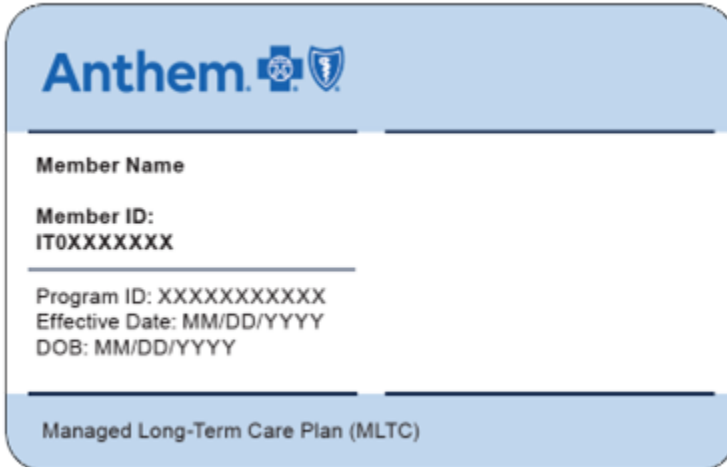 Anthem.
Member Name
Member ID:
IT0XXXXXXX
Program ID: XXXXXXXXXXX
Effective Date: MM/DD/YYYY
DOB: MM/DD/YYYY
Managed Long-Term Care Plan (MLTC)